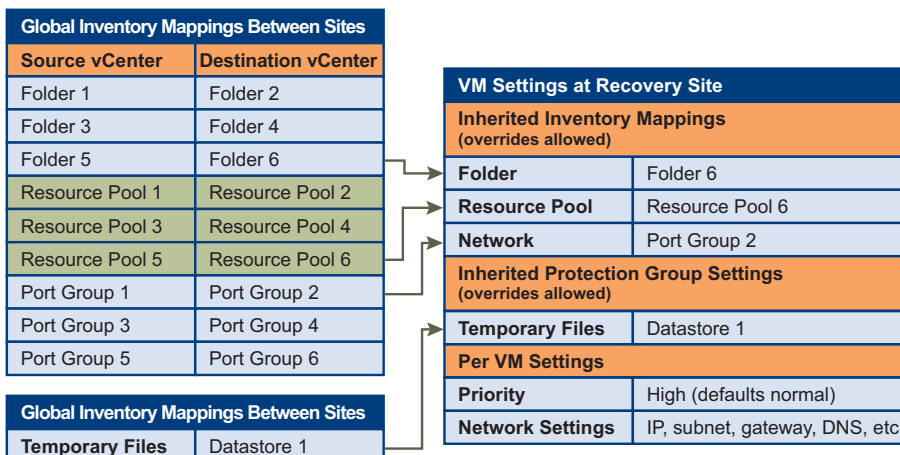 Global Inventory Mappings Between Sites
Source vCenter Destination vCenter
Folder 1 Folder 2
Folder 3 Folder 4
Folder 5 Folder 6
Resource Pool 1 Resource Pool 2
Resource Pool 3 Resource Pool 4
Resource Pool 5 Resource Pool 6
Port Group 1 Port Group 2
Port Group 3 Port Group 4
Port Group 5 Port Group 6
Global Inventory Mappings Between Sites
Temporary Files Datastore 1
VM Settings at Recovery Site
Inherited Inventory Mappings
(overrides allowed)
Folder Folder 6
Resource Pool Resource Pool 6
Network Port Group 2
Inherited Protection Group Settings
(overrides allowed)
Temporary Files Datastore 1
Per VM Settings
Priority High (defaults normal)
Network Settings IP, subnet, gateway, DNS, etc